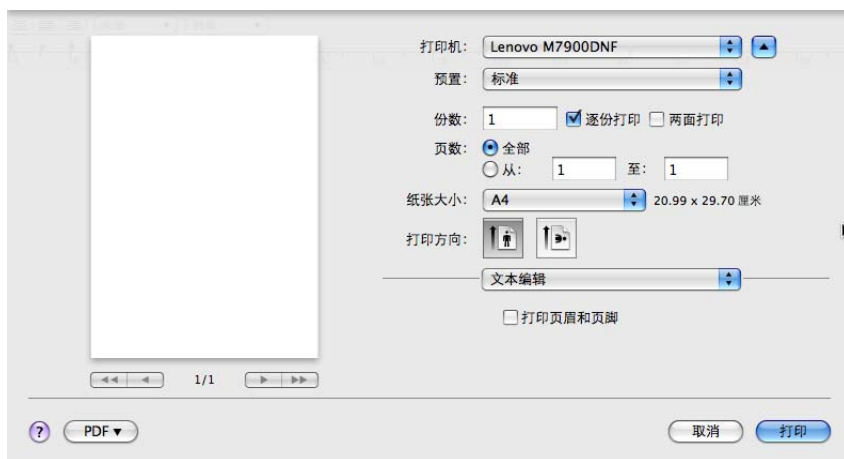 打印机: Lenovo M7900DNF
预置: 标准
份数: 1 逐份打印 两面打印
页数: 全部
从: 1 至: 1
纸张大小: A4 20.99 x 29.70 厘米
打印方向:
文本编辑
打印页眉和页脚
1/1
? PDF 取消 打印